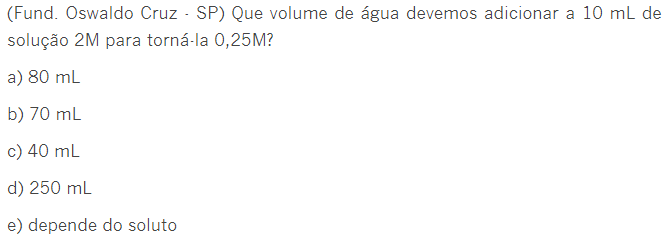 (Fund. Oswaldo Cruz - SP) Que volume de água devemos adicionar a 10 mL de
solução 2M para torná-la 0,25M?
a) 80 mL
b) 70 mL
c) 40 mL
d) 250 mL
e) depende do soluto